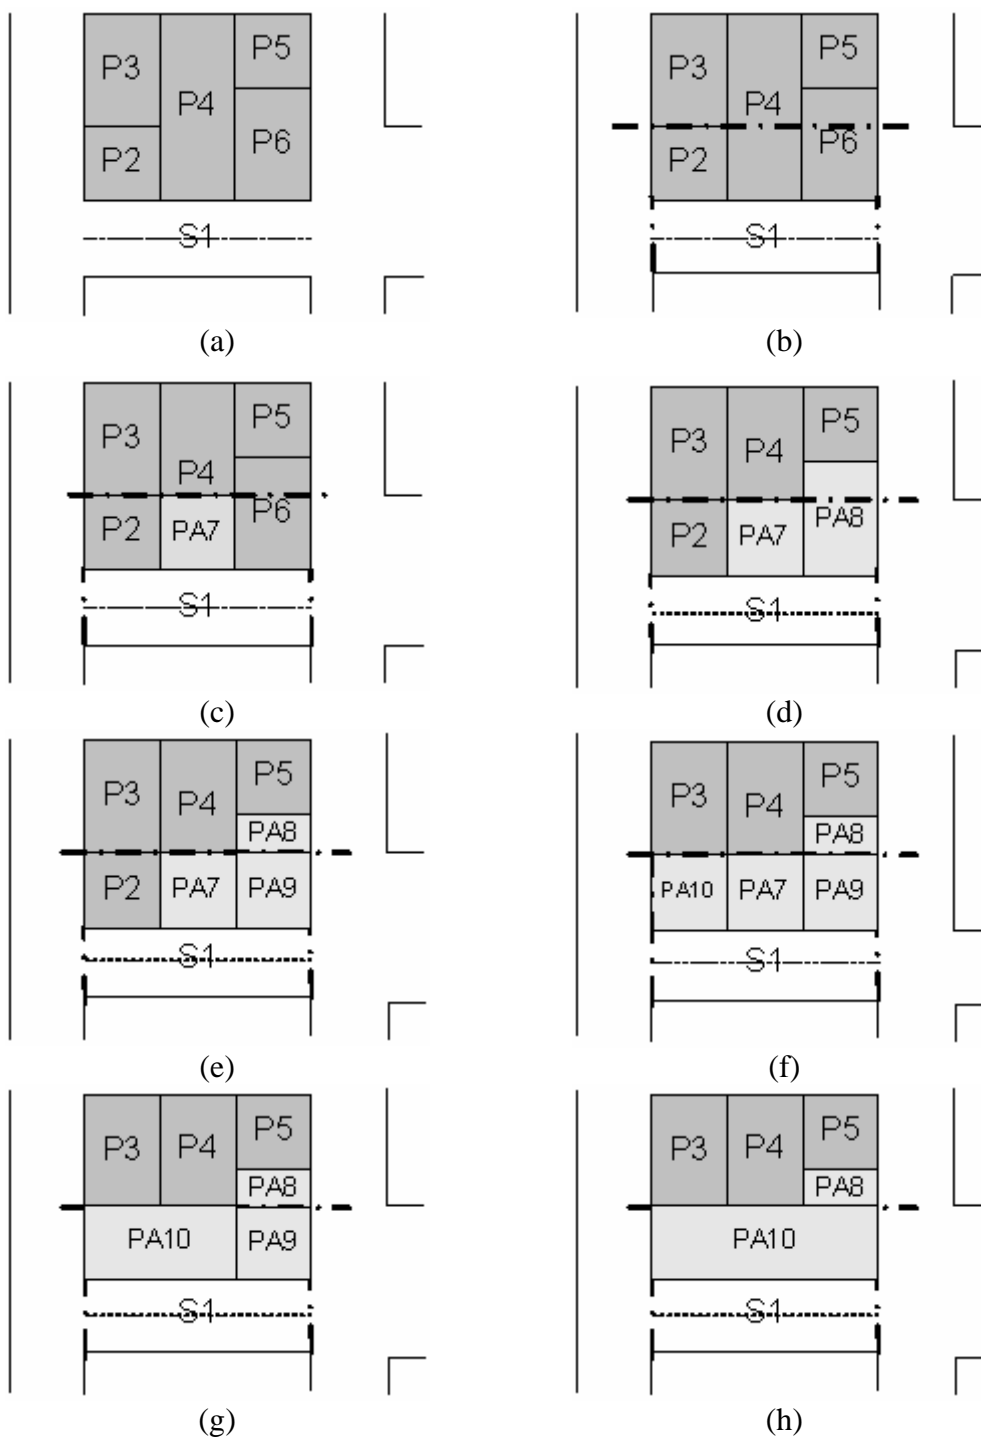 P3 P4 P5
P2 P6
S1
(a)
P3 P4 P5
P2 P6
S1
(b)
P3 P4 P5
P2 PA7 P6
S1
(c)
P3 P4 P5
P2 PA7 PA8
S1
(d)
P3 P4 P5
PA8
P2 PA7 PA9
S1
(e)
P3 P4 P5
PA8
PA10 PA7 PA9
S1
(f)
P3 P4 P5
PA8
PA10 PA9
S1
(g)
P3 P4 P5
PA8
PA10
S1
(h)